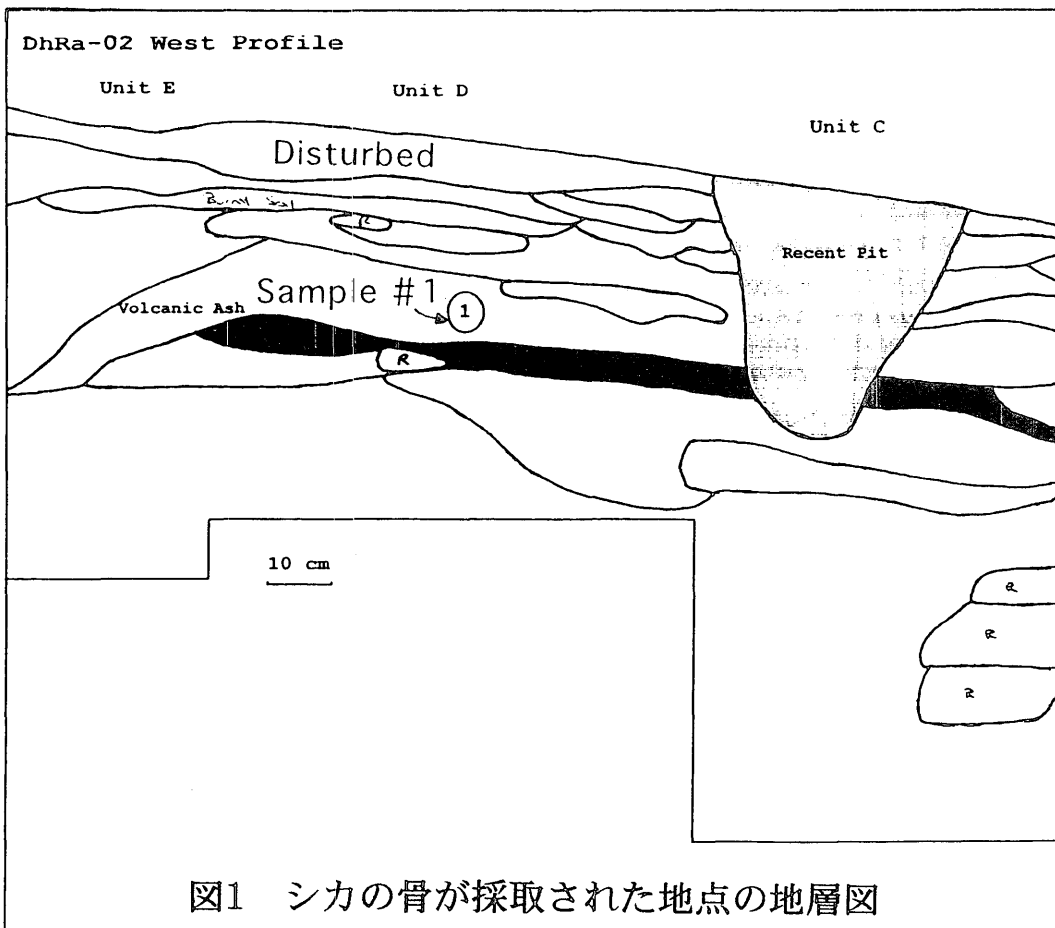 DhRa-02 West Profile
Unit E
Unit D
Unit C
Disturbed
R
Recent Pit
Sample #1
1
Volcanic Ash
R
10 cm
R
R
R
図1 シカの骨が採取された地点の地層図